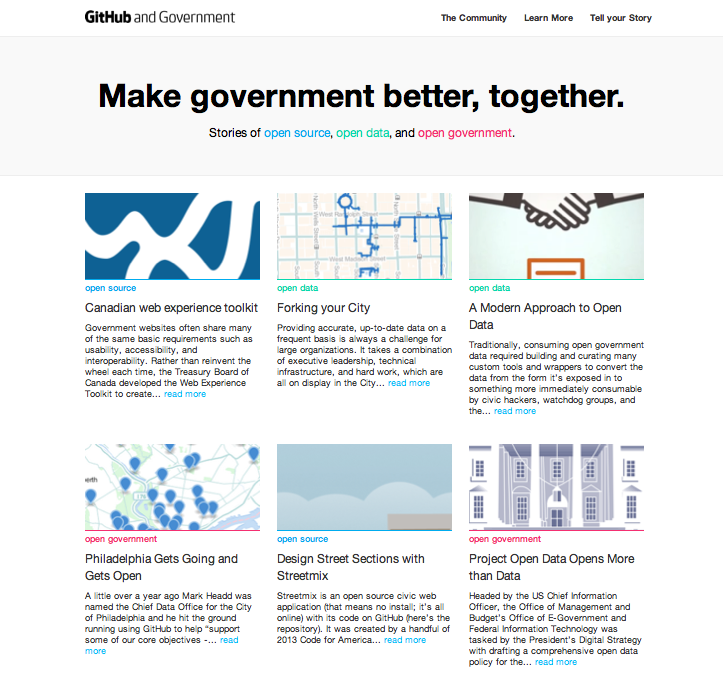 GitHub and Government
The Community Learn More Tell your Story
Make government better, together.
Stories of open source, open data, and open government.
open source
Canadian web experience toolkit
Government websites often share many
of the same basic requirements such as
usability, accessibility, and
interoperability. Rather than reinvent the
wheel each time, the Treasury Board of
Canada developed the Web Experience
Toolkit to create... read more
West Randolph Street
North Wells Street
West Madison Street
open data
Forking your City
Providing accurate, up-to-date data on a
frequent basis is always a challenge for
large organizations. It takes a combination
of executive leadership, technical
infrastructure, and hard work, which are
all on display in the City... read more
open data
A Modern Approach to Open
Data
Traditionally, consuming open government
data required building and curating many
custom tools and wrappers to convert the
data from the form it's exposed in to
something more immediately consumable
by civic hackers, watchdog groups, and
the... read more
erth
176
open government
Philadelphia Gets Going and
Gets Open
A little over a year ago Mark Headd was
named the Chief Data Office for the City
of Philadelphia and he hit the ground
running using GitHub to help "support
some of our core objectives -... read
more
open source
Design Street Sections with
Streetmix
Streetmix is an open source civic web
application (that means no install; it's all
online) with its code on GitHub (here's the
repository). It was created by a handful of
2013 Code for America... read more
open government
Project Open Data Opens More
than Data
Headed by the US Chief Information
Officer, the Office of Management and
Budget's Office of E-Government and
Federal Information Technology was
tasked by the President's Digital Strategy
with drafting a comprehensive open data
policy for the... read more